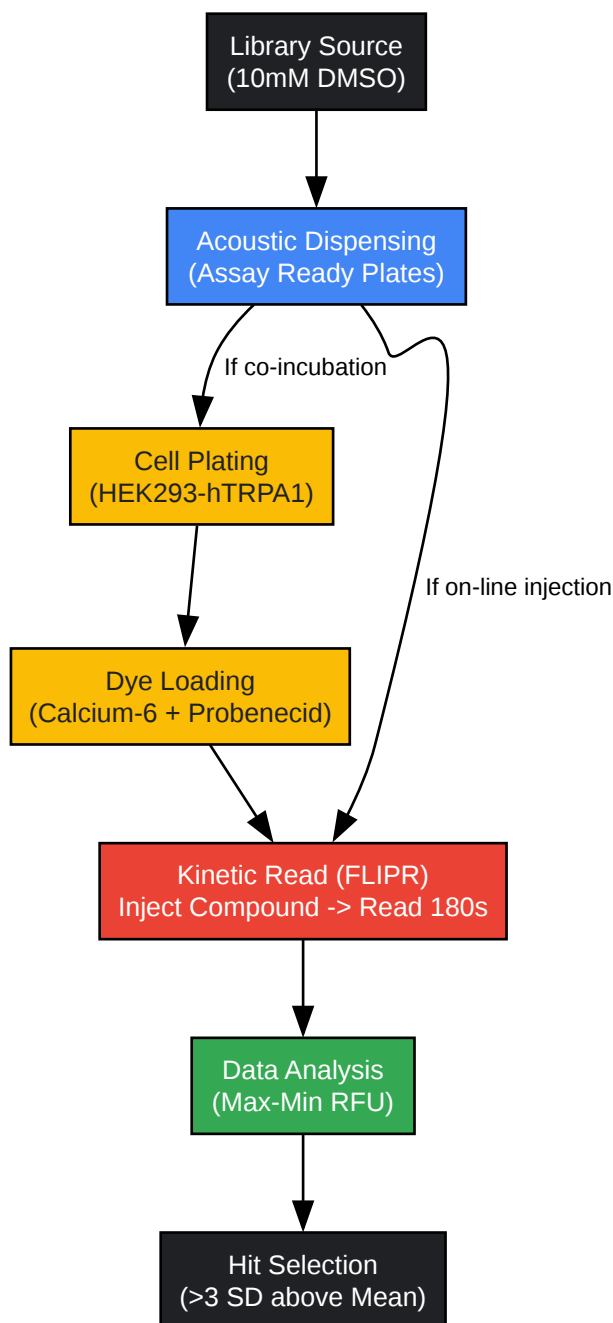 Library Source
(10mM DMSO)
Acoustic Dispensing
(Assay Ready Plates)
If co-incubation
Cell Plating
(HEK293-hTRPA1)
If on-line injection
Dye Loading
(Calcium-6 + Probenecid)
Kinetic Read (FLIPR)
Inject Compound -> Read 180s
Data Analysis
(Max-Min RFU)
Hit Selection
(>3 SD above Mean)